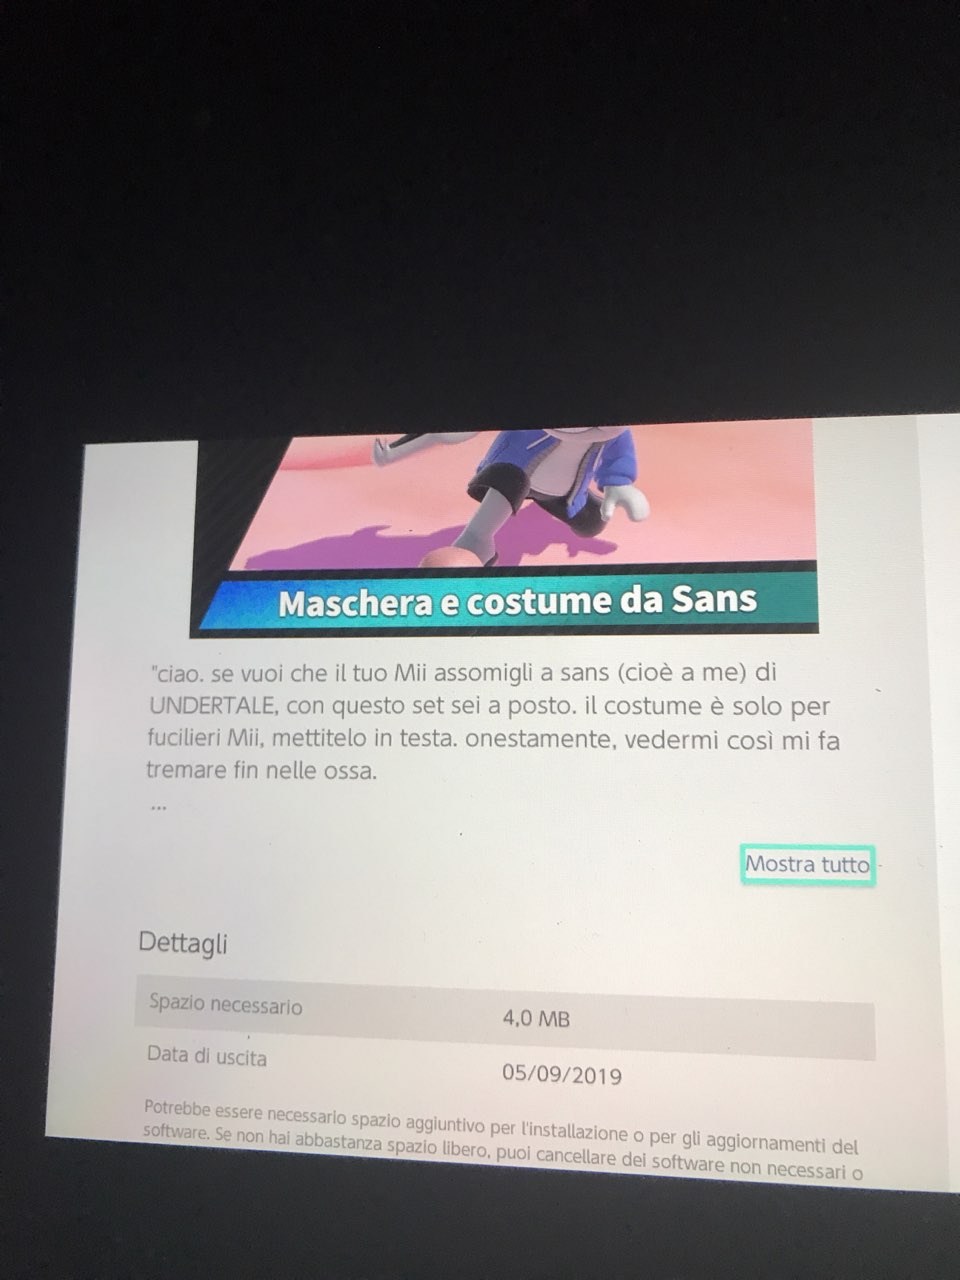 Maschera e costume da Sans
"ciao. se vuoi che il tuo Mii assomigli a sans (cioè a me) di
UNDERTALE, con questo set sei a posto. il costume è solo per
fucilieri Mii, mettitelo in testa. onestamente, vedermi così mi fa
tremare fin nelle ossa.
...
Mostra tutto
Dettagli
Spazio necessario
4,0 MB
Data di uscita
05/09/2019
Potrebbe essere necessario spazio aggiuntivo per l'installazione o per gli aggiornamenti del
software. Se non hai abbastanza spazio libero, puoi cancellare dei software non necessari o